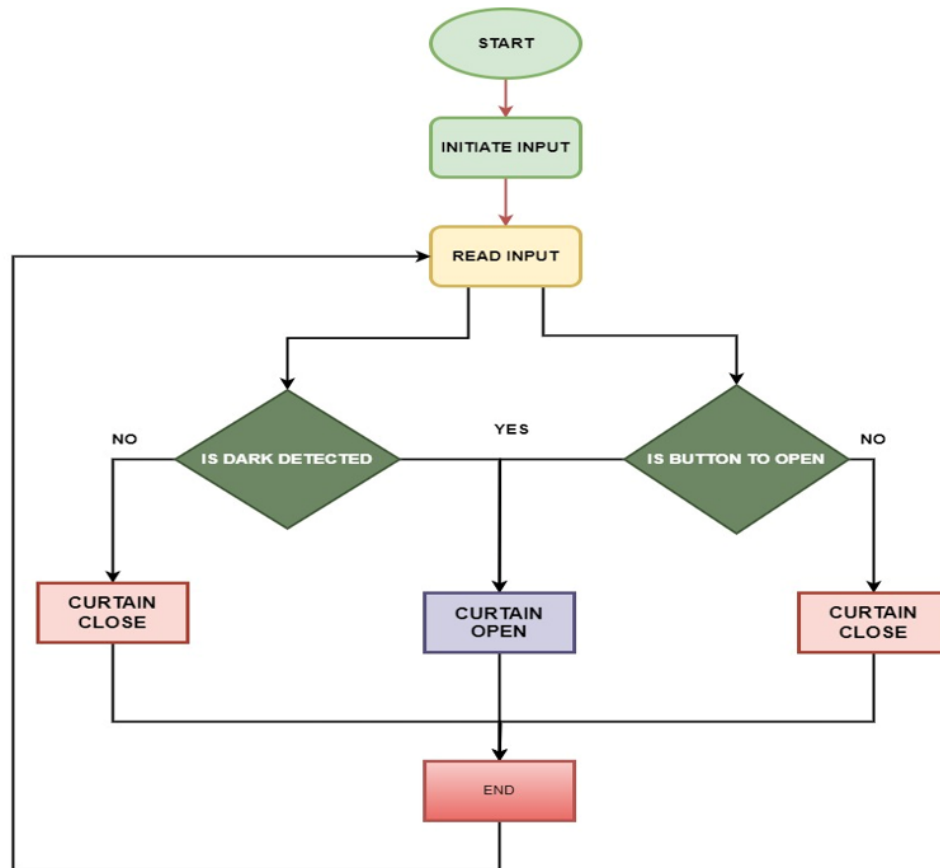 START
INITIATE INPUT
READ INPUT
NO
YES
NO
IS DARK DETECTED
IS BUTTON TO OPEN
CURTAIN
CLOSE
CURTAIN
OPEN
CURTAIN
CLOSE
END